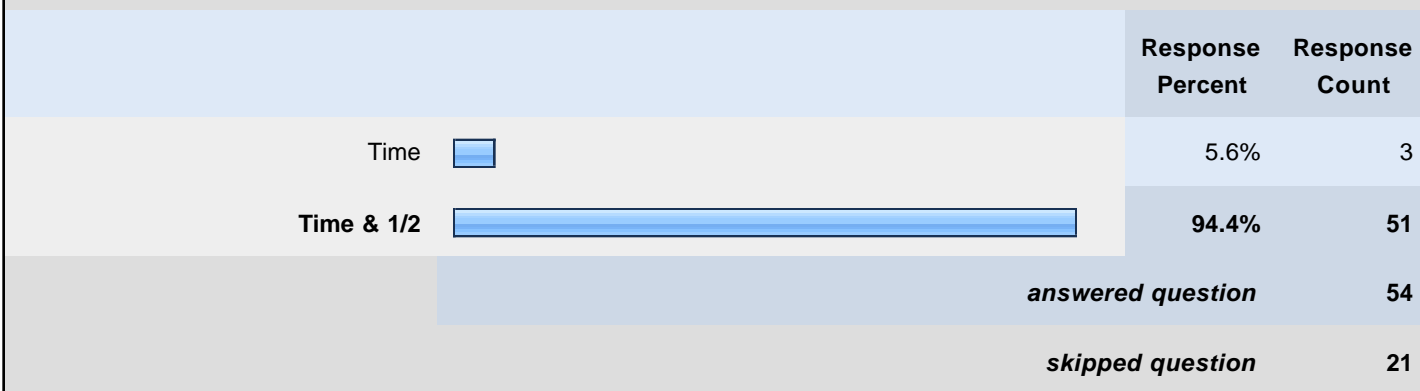 Response Percent Response Count
Time 5.6% 3
Time & 1/2 94.4% 51
answered question 54
skipped question 21